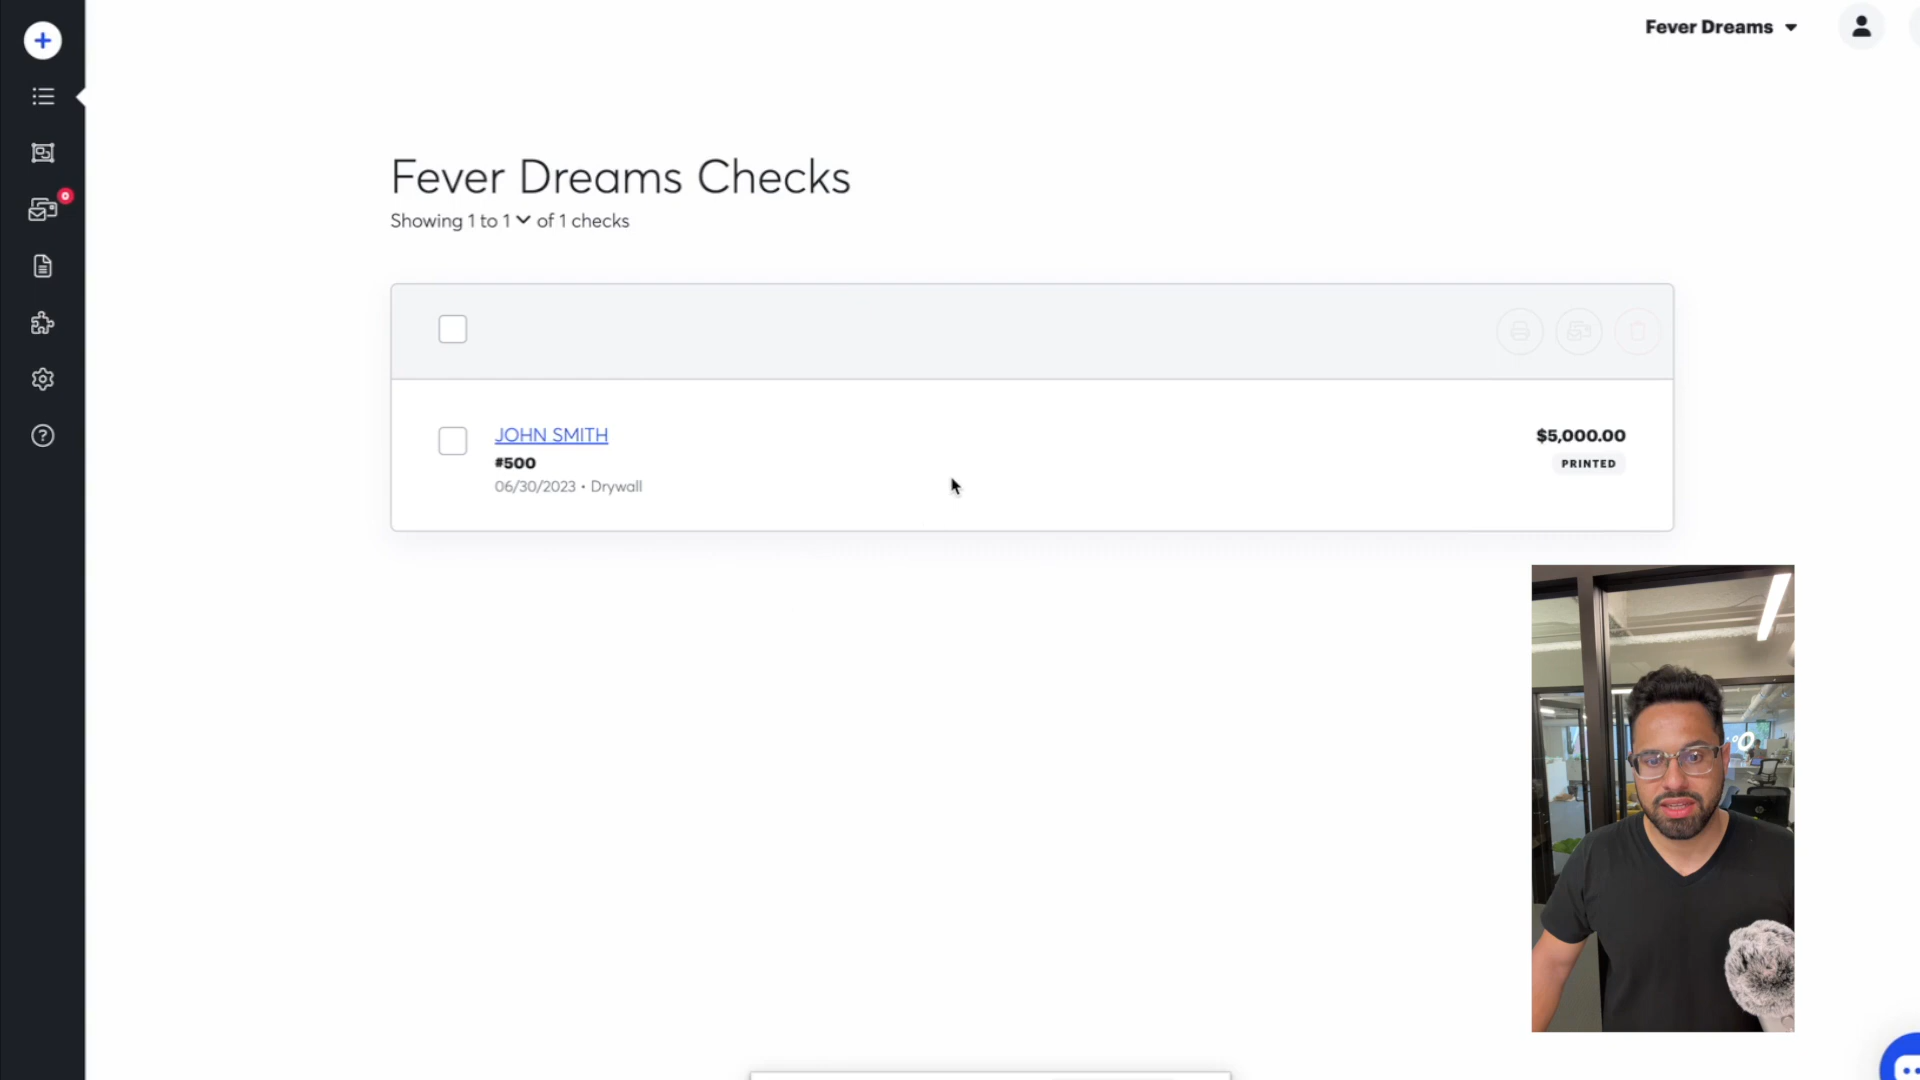 Fever Dreams
0
Fever Dreams Checks
Showing 1 to 1 of 1 checks
JOHN SMITH
$5,000.00
#500
PRINTED
06/30/2023 • Drywall